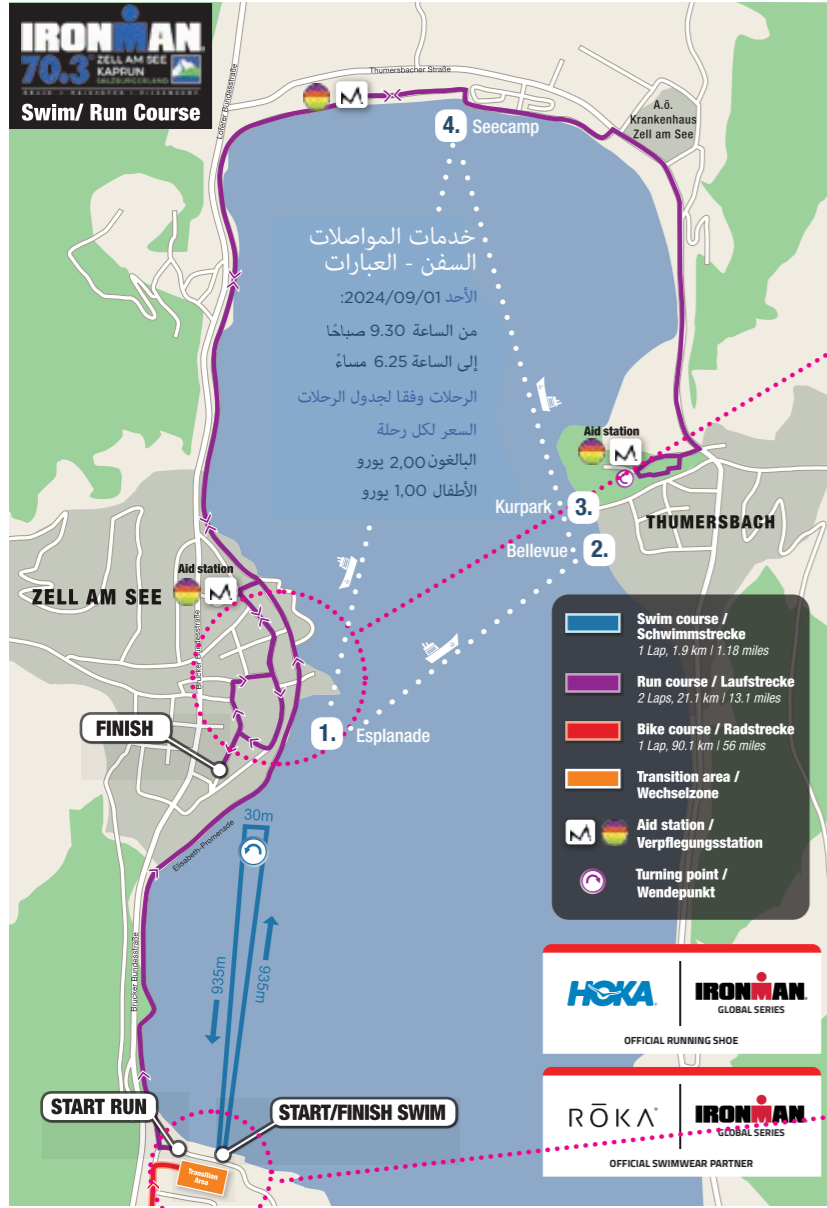 IRONMAN
70.3 ZELL AM SEE
KAPRUN
SALZBURGERLAND
Swim/ Run Course
Thumersbacher Straße
Loferer Bundesstraße
4. Seecamp
A.ö.
Krankenhaus
Zell am See
خدمات المواصلات
السفن - العبارات
الأحد 2024/09/01:
من الساعة 9.30 صباحًا
إلى الساعة 6.25 مساءً
الرحلات وفقا لجدول الرحلات
السعر لكل رحلة
البالغون 2,00 يورو
الأطفال 1,00 يورو
Aid station
Kurpark 3.
THUMERSBACH
Bellevue 2.
Aid station
ZELL AM SEE
Brucker Bundesstraße
FINISH
1. Esplanade
Swim course /
Schwimmstrecke
1 Lap, 1.9 km | 1.18 miles
Run course / Laufstrecke
2 Laps, 21.1 km | 13.1 miles
Bike course / Radstrecke
1 Lap, 90.1 km | 56 miles
Transition area /
Wechselzone
Aid station /
Verpflegungsstation
Turning point /
Wendepunkt
30m
Elisabeth-Promenade
935m
935m
Brucker Bundesstraße
HOKA
IRONMAN
GLOBAL SERIES
OFFICIAL RUNNING SHOE
START RUN
START/FINISH SWIM
Transition
Area
RŌKA
IRONMAN
GLOBAL SERIES
OFFICIAL SWIMWEAR PARTNER